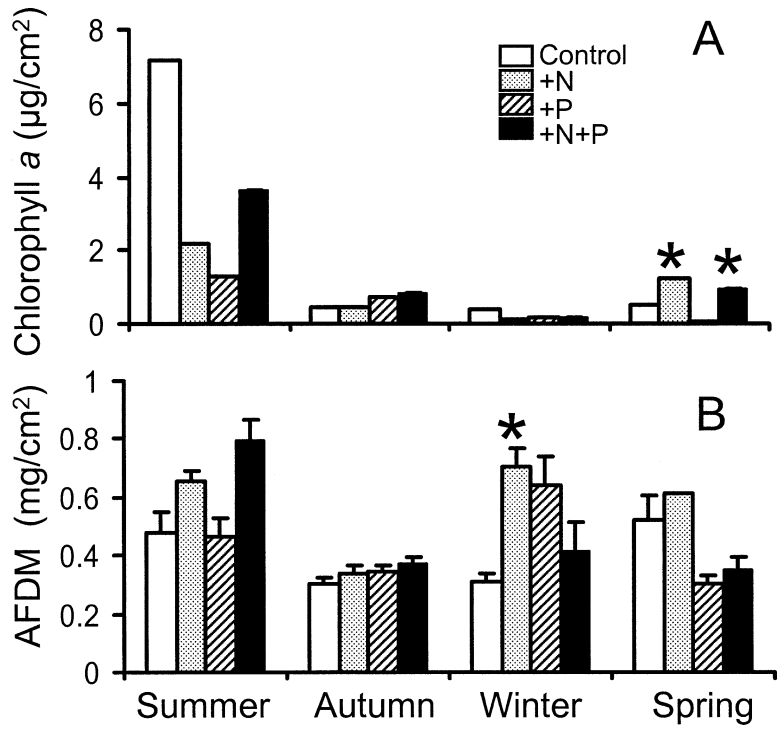 A
Chlorophyll a (µg/cm²)
8
6
4
2
0
Control
+N
+P
+N+P
* *
B
AFDM (mg/cm²)
1
0.8
0.6
0.4
0.2
0
*
Summer Autumn Winter Spring